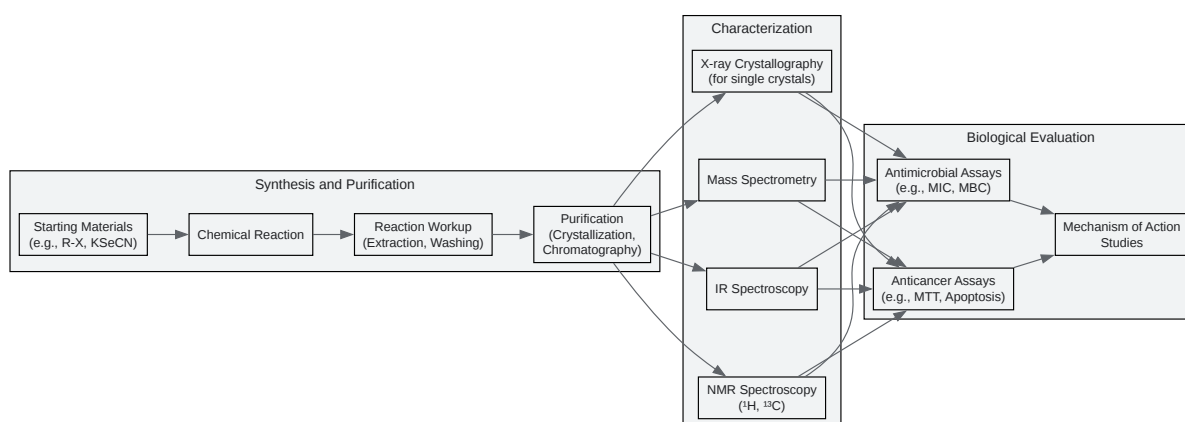 Synthesis and Purification
Starting Materials
(e.g., R-X, KSeCN)
Chemical Reaction
Reaction Workup
(Extraction, Washing)
Purification
(Crystallization,
Chromatography)
Characterization
X-ray Crystallography
(for single crystals)
Mass Spectrometry
IR Spectroscopy
NMR Spectroscopy
(¹H, ¹³C)
Biological Evaluation
Antimicrobial Assays
(e.g., MIC, MBC)
Anticancer Assays
(e.g., MTT, Apoptosis)
Mechanism of Action
Studies